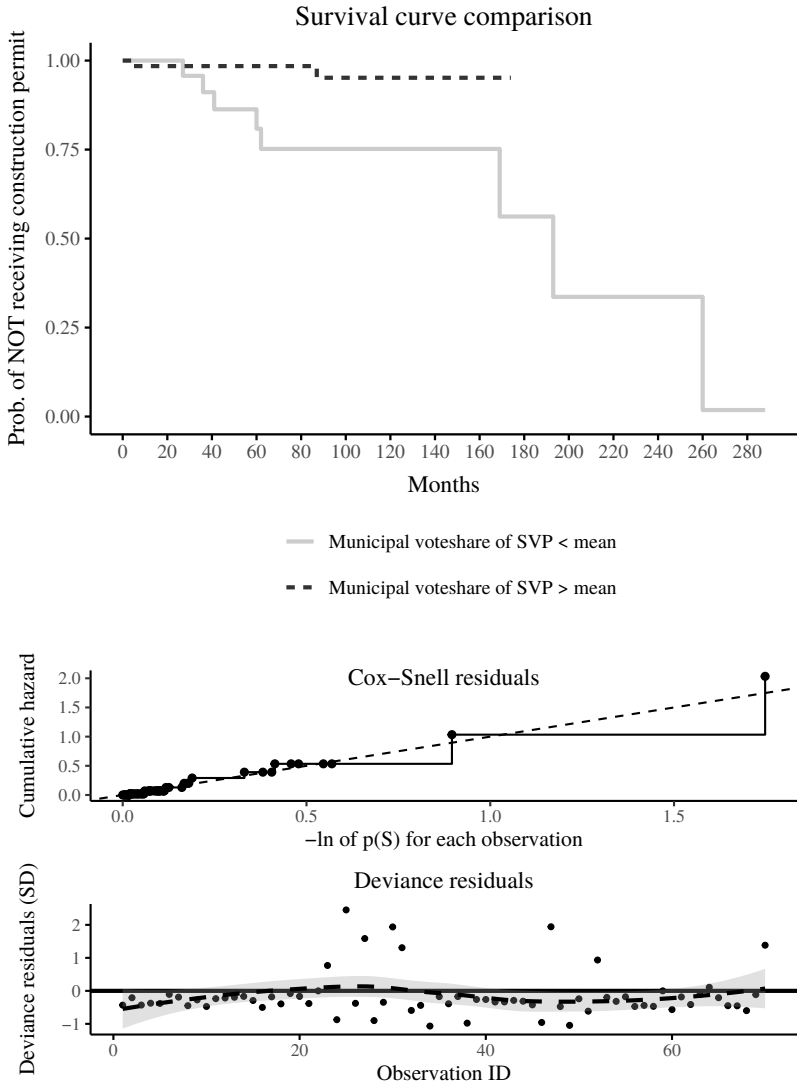 Survival curve comparison
Prob. of NOT receiving construction permit
1.00
0.75
0.50
0.25
0.00
0 20 40 60 80 100 120 140 160 180 200 220 240 260 280
Months
Municipal voteshare of SVP < mean
Municipal voteshare of SVP > mean
Cox−Snell residuals
Cumulative hazard
2.0
1.5
1.0
0.5
0.0
0.0 0.5 1.0 1.5
−ln of p(S) for each observation
Deviance residuals
Deviance residuals (SD)
2
1
0
−1
0 20 40 60
Observation ID